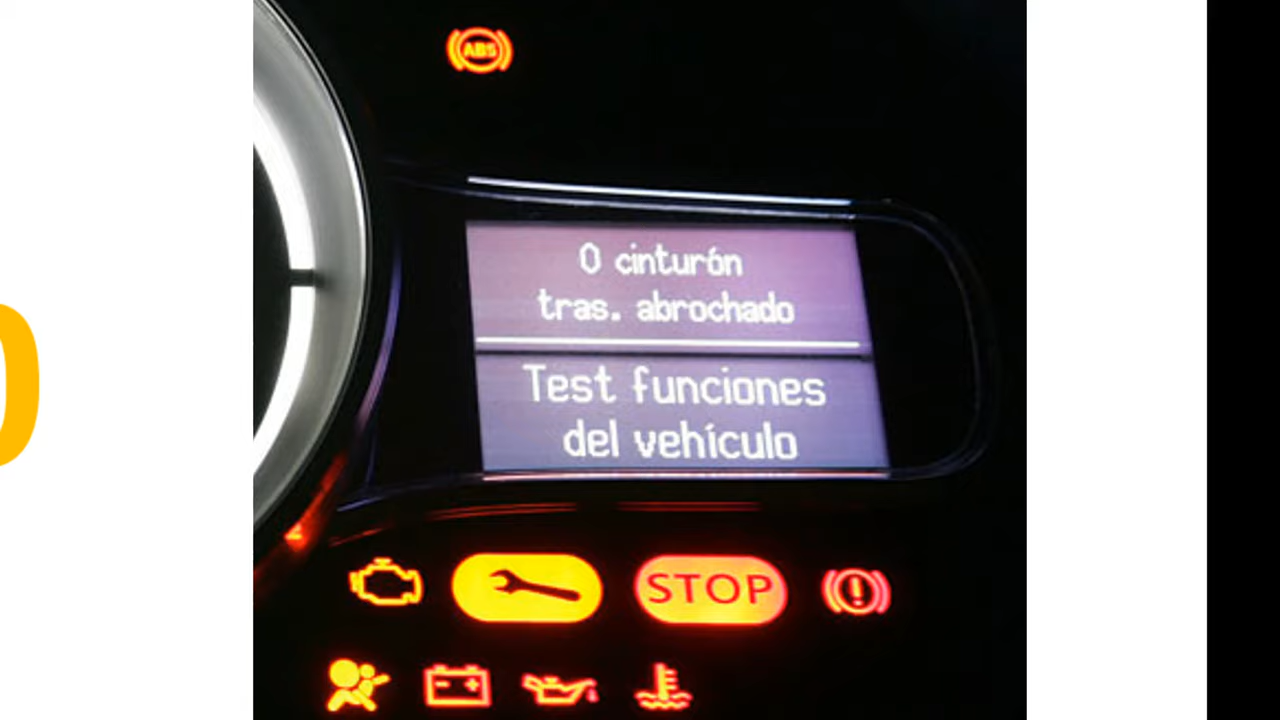 ABS
0 cinturón
tras. abrochado
Test funciones
del vehículo
STOP